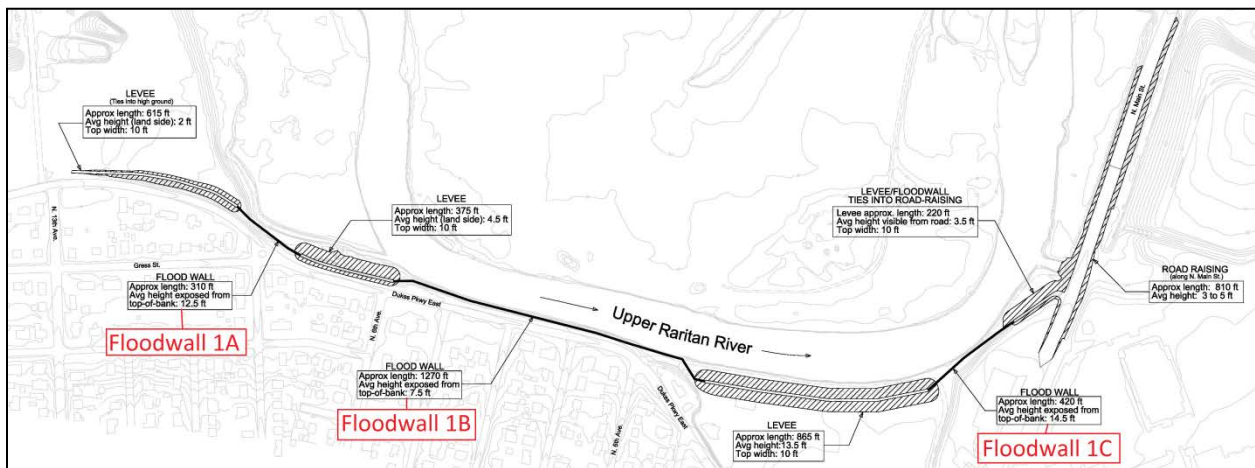 LEVEE
(Ties into high ground)
Approx length: 615 ft
Avg height (land side): 2 ft
Top width: 10 ft
N. 13th Ave.
Grass St.
FLOOD WALL
Approx length: 310 ft
Avg height exposed from
top-of-bank: 12.5 ft
Floodwall 1A
LEVEE
Approx length: 375 ft
Avg height (land side): 4.5 ft
Top width: 10 ft
Dukes Pkwy East
N. 6th Ave.
FLOOD WALL
Approx length: 1270 ft
Avg height exposed from
top-of-bank: 7.5 ft
Floodwall 1B
Upper Raritan River
Dukes Pkwy East
N. 6th Ave.
LEVEE
Approx length: 865 ft
Avg height:13.5 ft
Top width: 10 ft
LEVEE/FLOODWALL
TIES INTO ROAD-RAISING
Levee approx. length: 220 ft
Avg height visible from road: 3.5 ft
Top width: 10 ft
N. Main St.
ROAD RAISING
(along N. Main St.)
Approx length: 810 ft
Avg height: 3 to 5 ft
FLOOD WALL
Approx length: 420 ft
Avg height exposed from
top-of-bank: 14.5 ft
Floodwall 1C